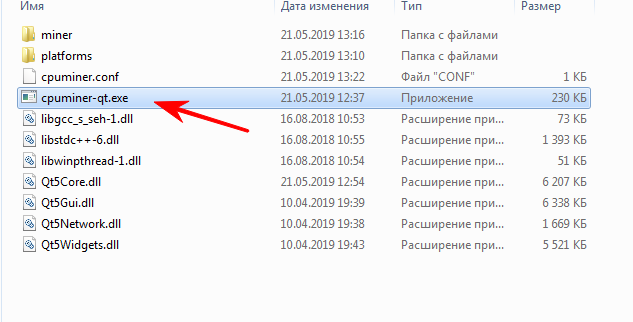 Имя Дата изменения Тип Размер
miner 21.05.2019 13:16 Папка с файлами
platforms 21.05.2019 13:10 Папка с файлами
cpuminer.conf 21.05.2019 13:22 Файл "CONF" 1 КБ
cpuminer-qt.exe 21.05.2019 12:37 Приложение 230 КБ
libgcc_s_seh-1.dll 16.08.2018 10:53 Расширение при... 73 КБ
libstdc++-6.dll 16.08.2018 10:55 Расширение при... 1 393 КБ
libwinpthread-1.dll 16.08.2018 10:54 Расширение при... 51 КБ
Qt5Core.dll 21.05.2019 12:54 Расширение при... 6 207 КБ
Qt5Gui.dll 10.04.2019 19:39 Расширение при... 6 338 КБ
Qt5Network.dll 10.04.2019 19:38 Расширение при... 1 669 КБ
Qt5Widgets.dll 10.04.2019 19:43 Расширение при... 5 521 КБ